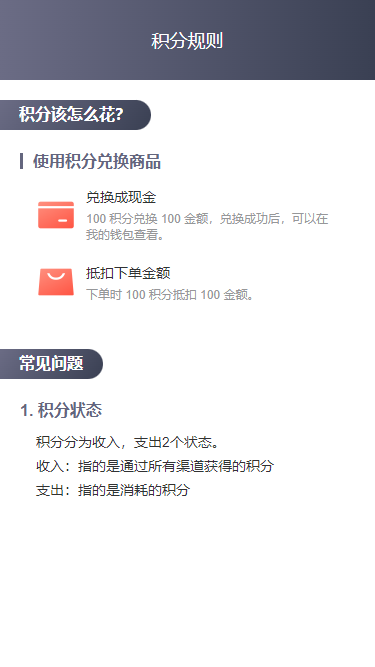 积分规则
积分该怎么花?
使用积分兑换商品
兑换成现金
100 积分兑换 100 金额，兑换成功后，可以在
我的钱包查看。
抵扣下单金额
下单时 100 积分抵扣 100 金额。
常见问题
1. 积分状态
积分分为收入，支出2个状态。
收入：指的是通过所有渠道获得的积分
支出：指的是消耗的积分